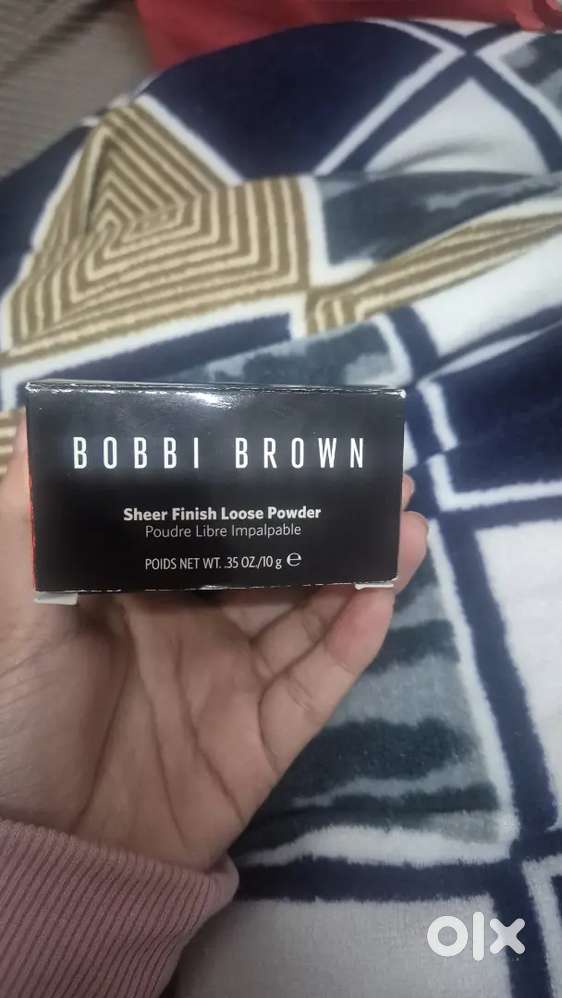 BOBBI BROWN
Sheer Finish Loose Powder
Poudre Libre Impalpable
POIDS NET WT. .35 OZ./10 g ℮
olx